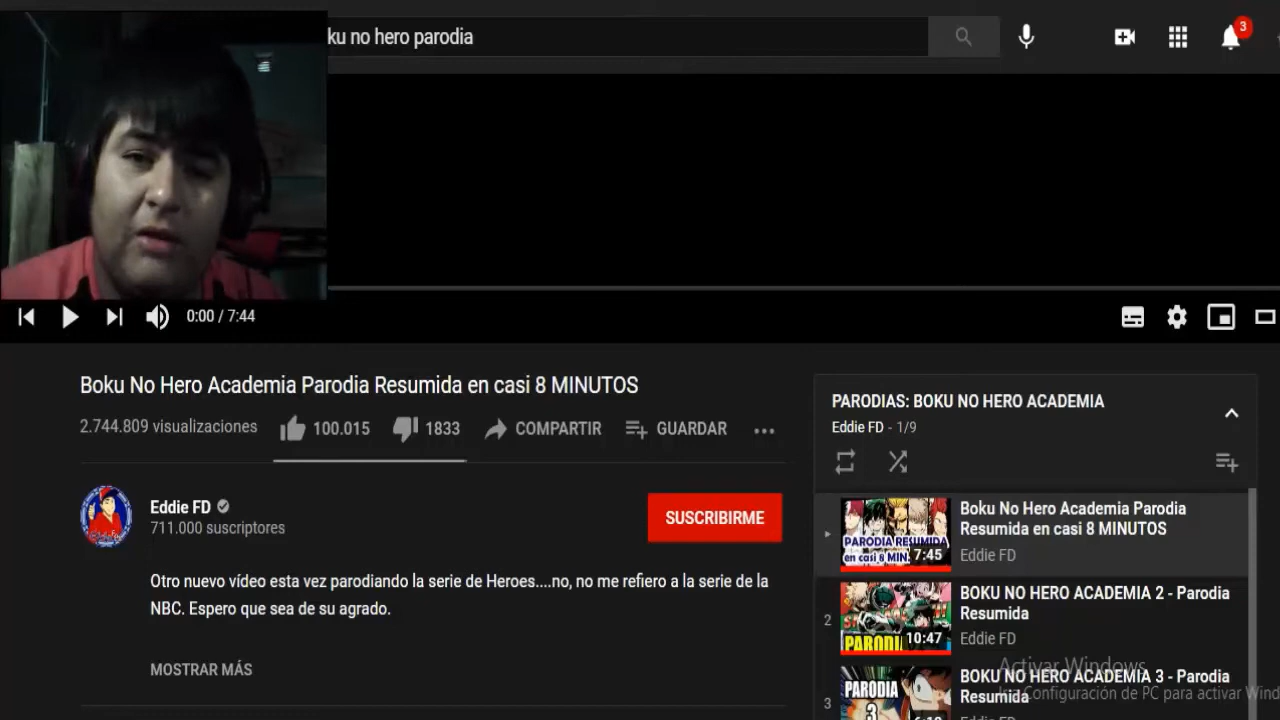 ku no hero parodia
3
0:00 / 7:44
Boku No Hero Academia Parodia Resumida en casi 8 MINUTOS
2.744.809 visualizaciones
100.015
1833
COMPARTIR
GUARDAR
Eddie FD
711.000 suscriptores
SUSCRIBIRME
Otro nuevo vídeo esta vez parodiando la serie de Heroes....no, no me refiero a la serie de la
NBC. Espero que sea de su agrado.
MOSTRAR MÁS
PARODIAS: BOKU NO HERO ACADEMIA
Eddie FD - 1/9
PARODIA RESUMIDA
en casi 8 MIN.
7:45
Boku No Hero Academia Parodia
Resumida en casi 8 MINUTOS
Eddie FD
2
PARODI
10:47
BOKU NO HERO ACADEMIA 2 - Parodia
Resumida
Eddie FD
3
PARODIA
3
BOKU NO HERO ACADEMIA 3 - Parodia
Resumida
Activar Windows
Configuración de PC para activar Wind